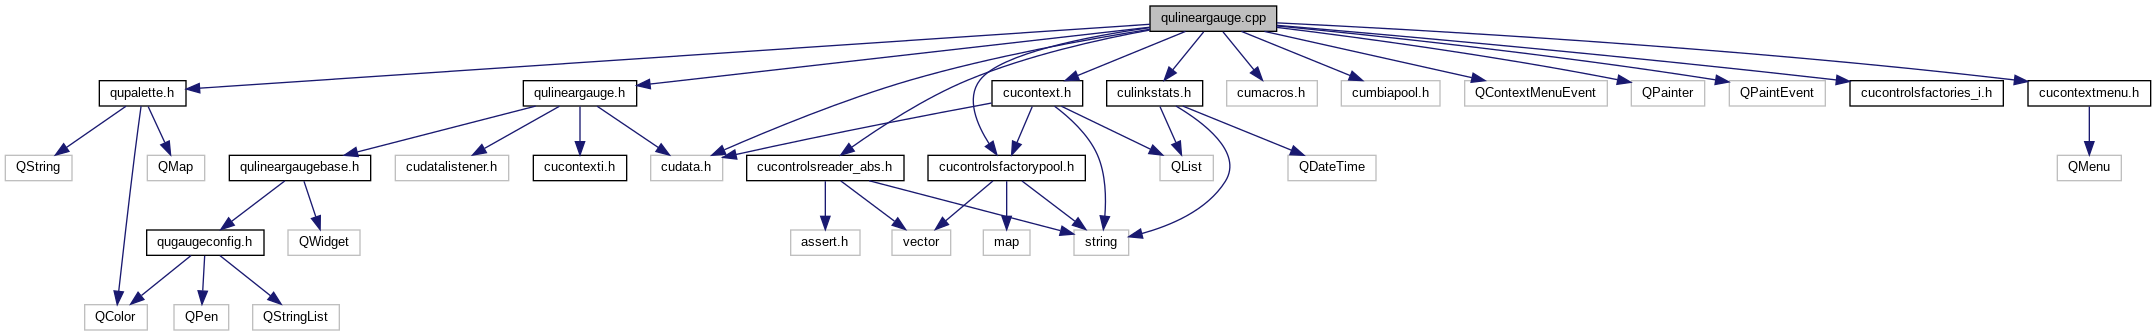 qulineargauge.cpp
qupalette.h
qulineargauge.h
cucontext.h
culinkstats.h
cumacros.h
cumbiapool.h
QContextMenuEvent
QPainter
QPaintEvent
cucontrolsfactories_i.h
cucontextmenu.h
QString
QMap
qulineargaugebase.h
cudatalistener.h
cucontexti.h
cudata.h
cucontrolsreader_abs.h
cucontrolsfactorypool.h
QList
QDateTime
QMenu
qugaugeconfig.h
QWidget
assert.h
vector
map
string
QColor
QPen
QStringList